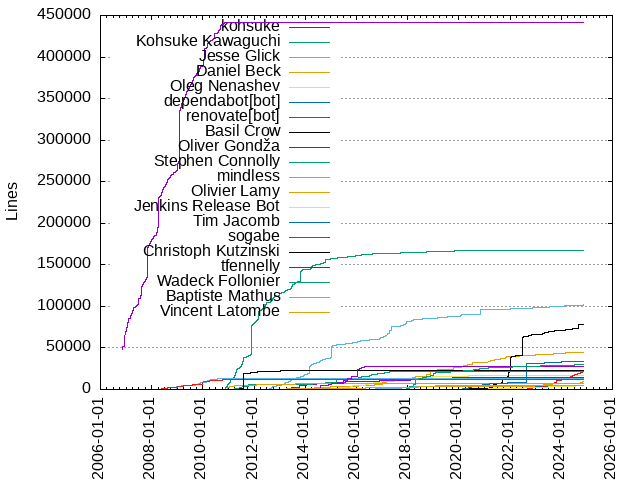 450000
400000
350000
300000
250000
200000
150000
100000
50000
0
Lines
kohsuke
Kohsuke Kawaguchi
Jesse Glick
Daniel Beck
Oleg Nenashev
dependabot[bot]
renovate[bot]
Basil Crow
Oliver Gondža
Stephen Connolly
mindless
Olivier Lamy
Jenkins Release Bot
Tim Jacomb
sogabe
Christoph Kutzinski
tfennelly
Wadeck Follonier
Baptiste Mathus
Vincent Latombe
2006-01-01
2008-01-01
2010-01-01
2012-01-01
2014-01-01
2016-01-01
2018-01-01
2020-01-01
2022-01-01
2024-01-01
2026-01-01